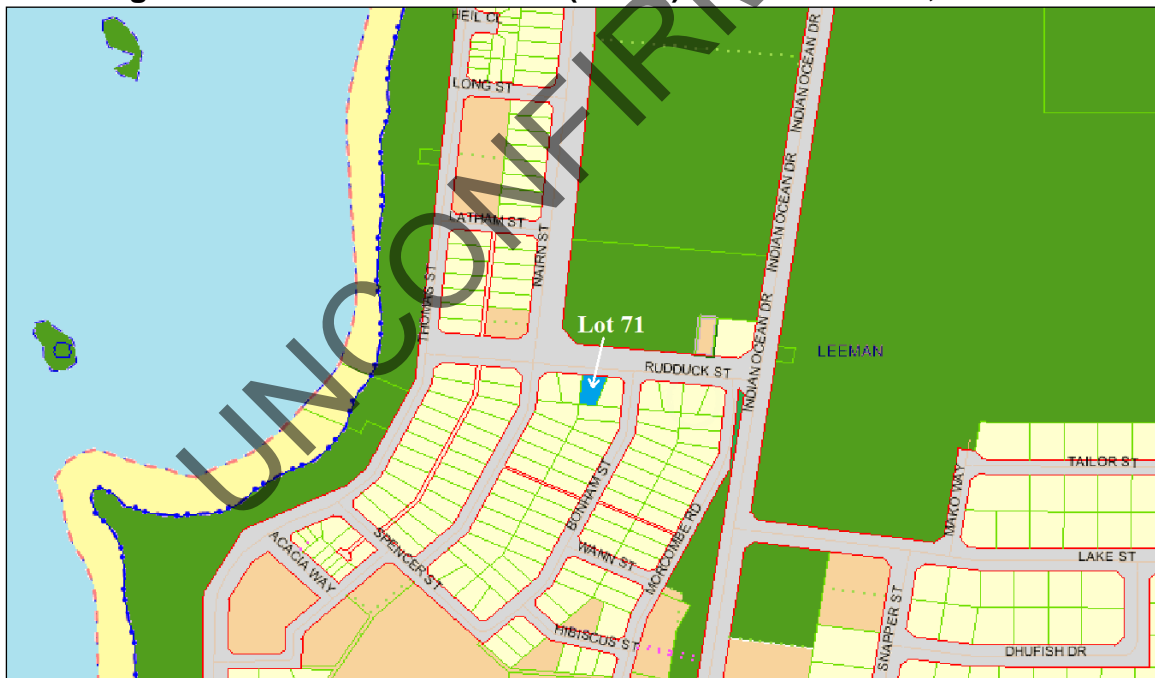 HEIL CL
LONG ST
INDIAN OCEAN DR
INDIAN OCEAN DR
INDIAN OCEAN DR
LATHAM ST
NAIRN ST
THOMAS ST
Lot 71
LEEMAN
RUDDUCK ST
BONHAM ST
MORCOMBE RD
WANN ST
SPENCER ST
ACACIA WAY
HIBISCUS ST
TAILOR ST
MAKO WAY
LAKE ST
SNAPPER ST
DHUFISH DR